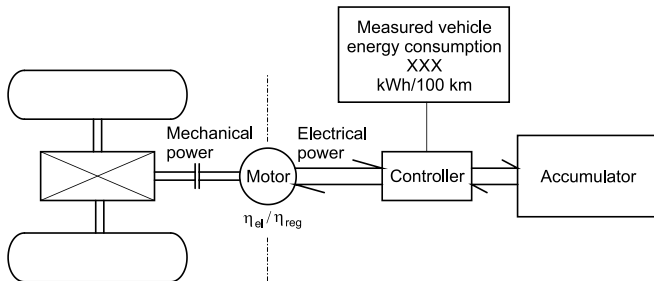 Measured vehicle
energy consumption
XXX
kWh/100 km
Mechanical
power
Electrical
power
Motor
Controller
Accumulator
ηel / ηreg